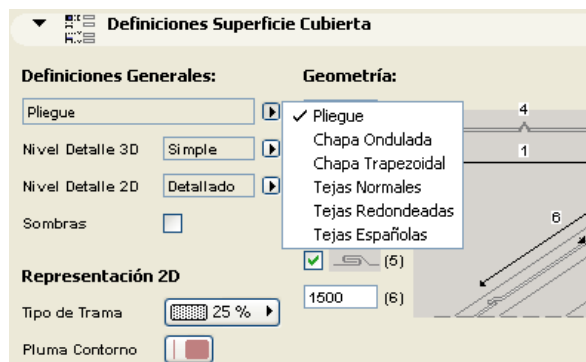 Definiciones Superficie Cubierta
Definiciones Generales: Geometría:
Pliegue
Pliegue
Chapa Ondulada
Chapa Trapezoidal
Tejas Normales
Tejas Redondeadas
Tejas Españolas
4
1
6
Nivel Detalle 3D Simple
Nivel Detalle 2D Detallado
Sombras
(5)
1500 (6)
Representación 2D
Tipo de Trama 25 %
Pluma Contorno